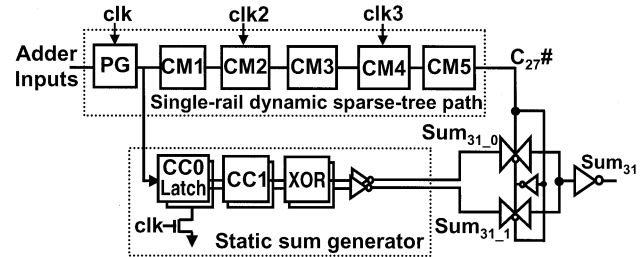 clk clk2 clk3
Adder
Inputs
PG CM1 CM2 CM3 CM4 CM5
C27#
Single-rail dynamic sparse-tree path
Sum31_0
Sum31
CC0
Latch
CC1 XOR
clk
Sum31_1
Static sum generator